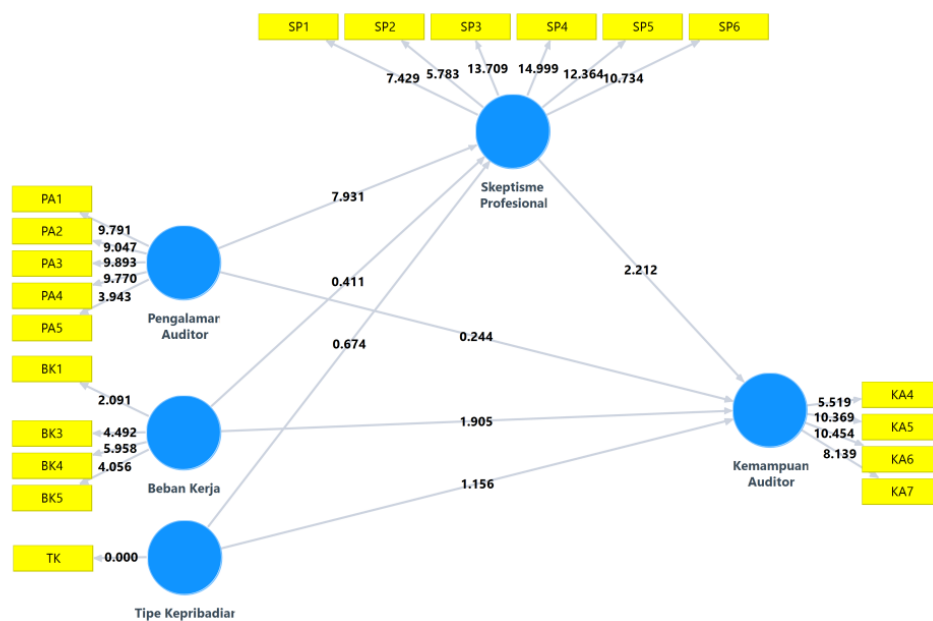 SP1 SP2 SP3 SP4 SP5 SP6
7.429 5.783 13.709 14.999 12.364 10.734
Skeptisme
Profesional
PA1
PA2
PA3
PA4
PA5
9.791
9.047
9.893
9.770
3.943
Pengalamar
Auditor
7.931
0.411
0.674
2.212
0.244
1.905
1.156
BK1
BK3
BK4
BK5
2.091
4.492
5.958
4.056
Beban Kerja
TK
0.000
Tipe Kepribadiar
Kemampuan
Auditor
5.519
10.369
10.454
8.139
KA4
KA5
KA6
KA7